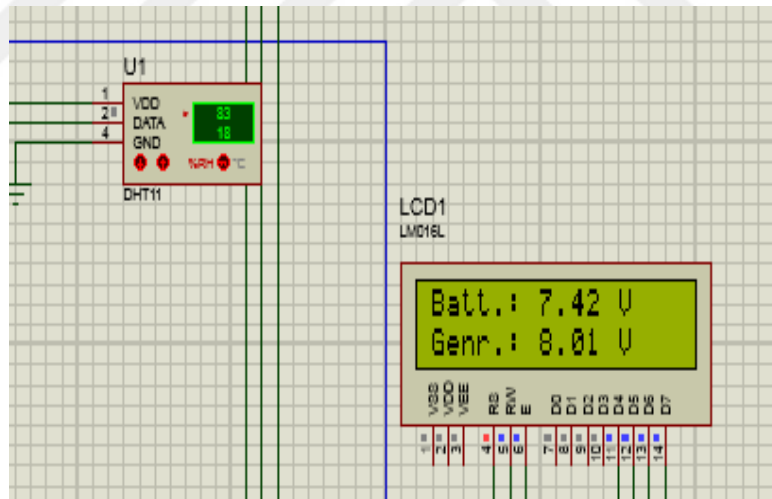 U1
1 VDD
2 DATA
4 GND
83
18
%RH °C
DHT11
LCD1
LM016L
Batt.: 7.42 V
Genr.: 8.01 V
VSS VDD VEE RS RW E D0 D1 D2 D3 D4 D5 D6 D7
1 2 3 4 5 6 7 8 9 10 11 12 13 14